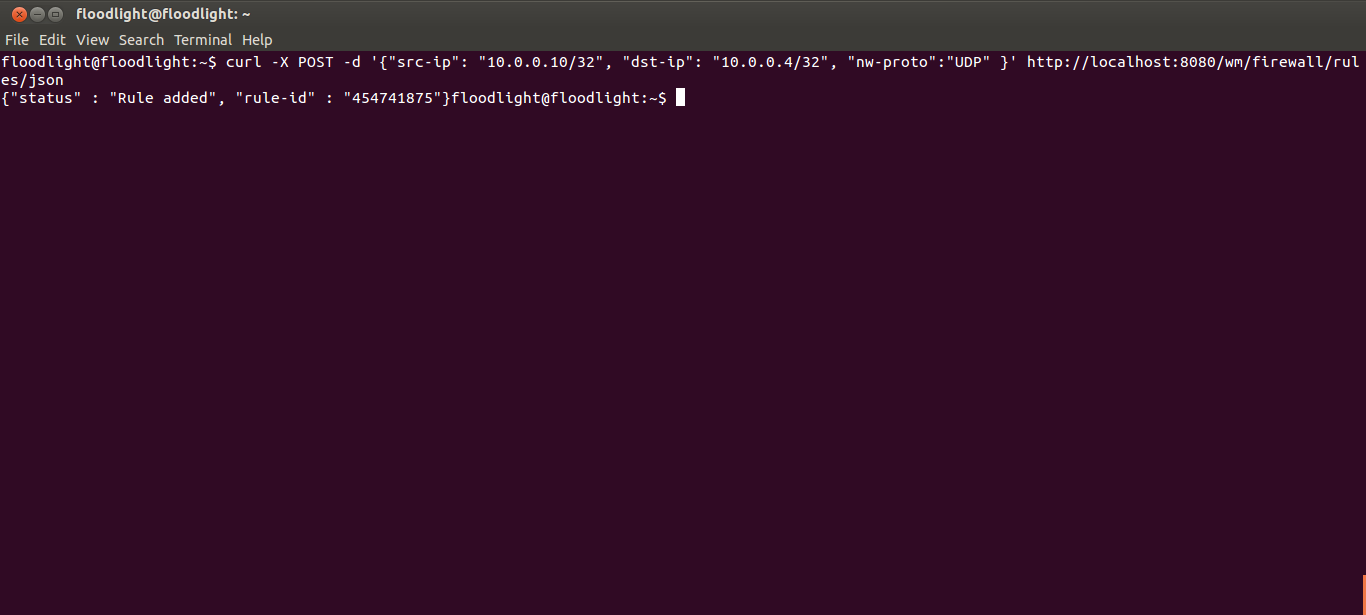 floodlight@floodlight: ~
File Edit View Search Terminal Help
floodlight@floodlight:~$ curl -X POST -d '{"src-ip": "10.0.0.10/32", "dst-ip": "10.0.0.4/32", "nw-proto":"UDP" }' http://localhost:8080/wm/firewall/rul
es/json
{"status" : "Rule added", "rule-id" : "454741875"}floodlight@floodlight:~$